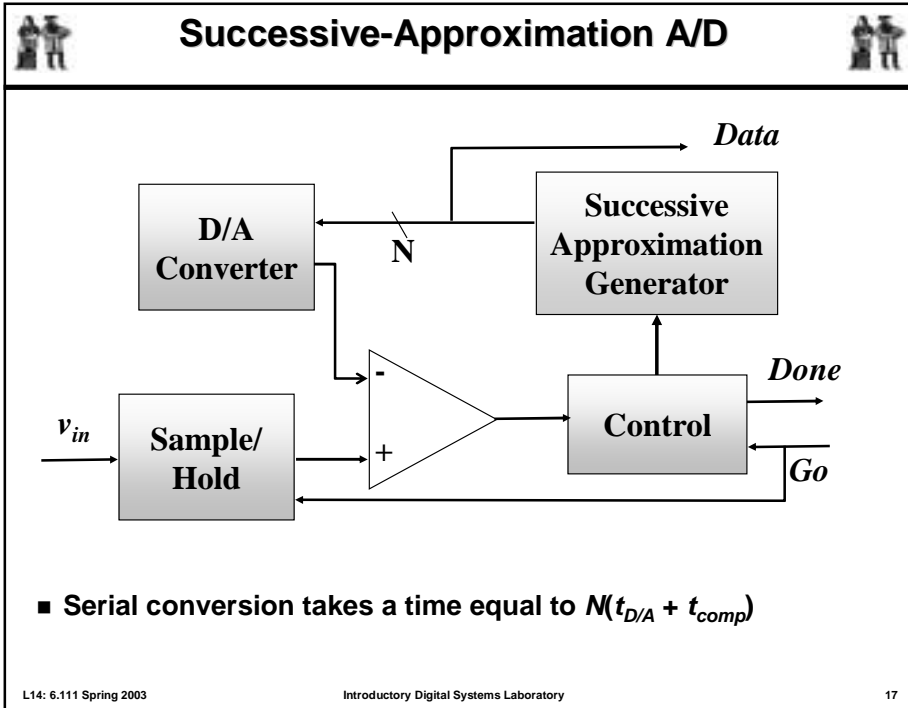 Successive-Approximation A/D
Data
D/A
Converter
N
Successive
Approximation
Generator
-
Done
v_in
Sample/
Hold
+
Control
Go
■ Serial conversion takes a time equal to N(t_D/A + t_comp)
L14: 6.111 Spring 2003 Introductory Digital Systems Laboratory 17